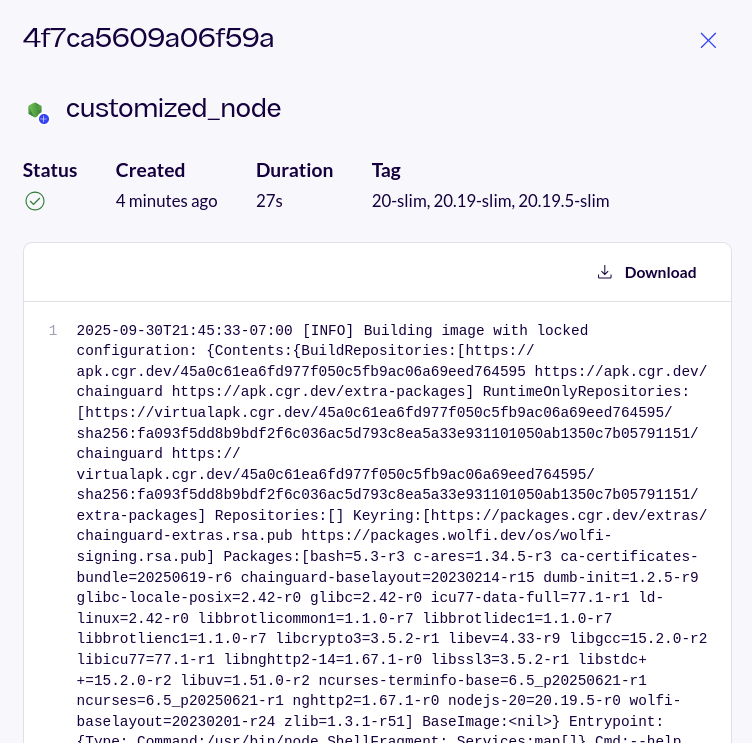 4f7ca5609a06f59a
customized_node
Status Created Duration Tag
4 minutes ago 27s 20-slim, 20.19-slim, 20.19.5-slim
Download
1 2025-09-30T21:45:33-07:00 [INFO] Building image with locked
configuration: {Contents:{BuildRepositories:[https://
apk.cgr.dev/45a0c61ea6fd977f050c5fb9ac06a69eed764595 https://apk.cgr.dev/
chainguard https://apk.cgr.dev/extra-packages] RuntimeOnlyRepositories:
[https://virtualapk.cgr.dev/45a0c61ea6fd977f050c5fb9ac06a69eed764595/
sha256:fa093f5dd8b9bdf2f6c036ac5d793c8ea5a33e931101050ab1350c7b05791151/
chainguard https://
virtualapk.cgr.dev/45a0c61ea6fd977f050c5fb9ac06a69eed764595/
sha256:fa093f5dd8b9bdf2f6c036ac5d793c8ea5a33e931101050ab1350c7b05791151/
extra-packages] Repositories:[] Keyring:[https://packages.cgr.dev/extras/
chainguard-extras.rsa.pub https://packages.wolfi.dev/os/wolfi-
signing.rsa.pub] Packages:[bash=5.3-r3 c-ares=1.34.5-r3 ca-certificates-
bundle=20250619-r6 chainguard-baselayout=20230214-r15 dumb-init=1.2.5-r9
glibc-locale-posix=2.42-r0 glibc=2.42-r0 icu77-data-full=77.1-r1 ld-
linux=2.42-r0 libbrotlicommon1=1.1.0-r7 libbrotlidec1=1.1.0-r7
libbrotlienc1=1.1.0-r7 libcrypto3=3.5.2-r1 libev=4.33-r9 libgcc=15.2.0-r2
libicu77=77.1-r1 libnghttp2-14=1.67.1-r0 libssl3=3.5.2-r1 libstdc+
+=15.2.0-r2 libuv=1.51.0-r2 ncurses-terminfo-base=6.5_p20250621-r1
ncurses=6.5_p20250621-r1 nghttp2=1.67.1-r0 nodejs-20=20.19.5-r0 wolfi-
baselayout=20230201-r24 zlib=1.3.1-r51] BaseImage:<nil>} Entrypoint:
{Type: Command:/usr/bin/node ShellFragment: Services:map[]} Cmd:--help